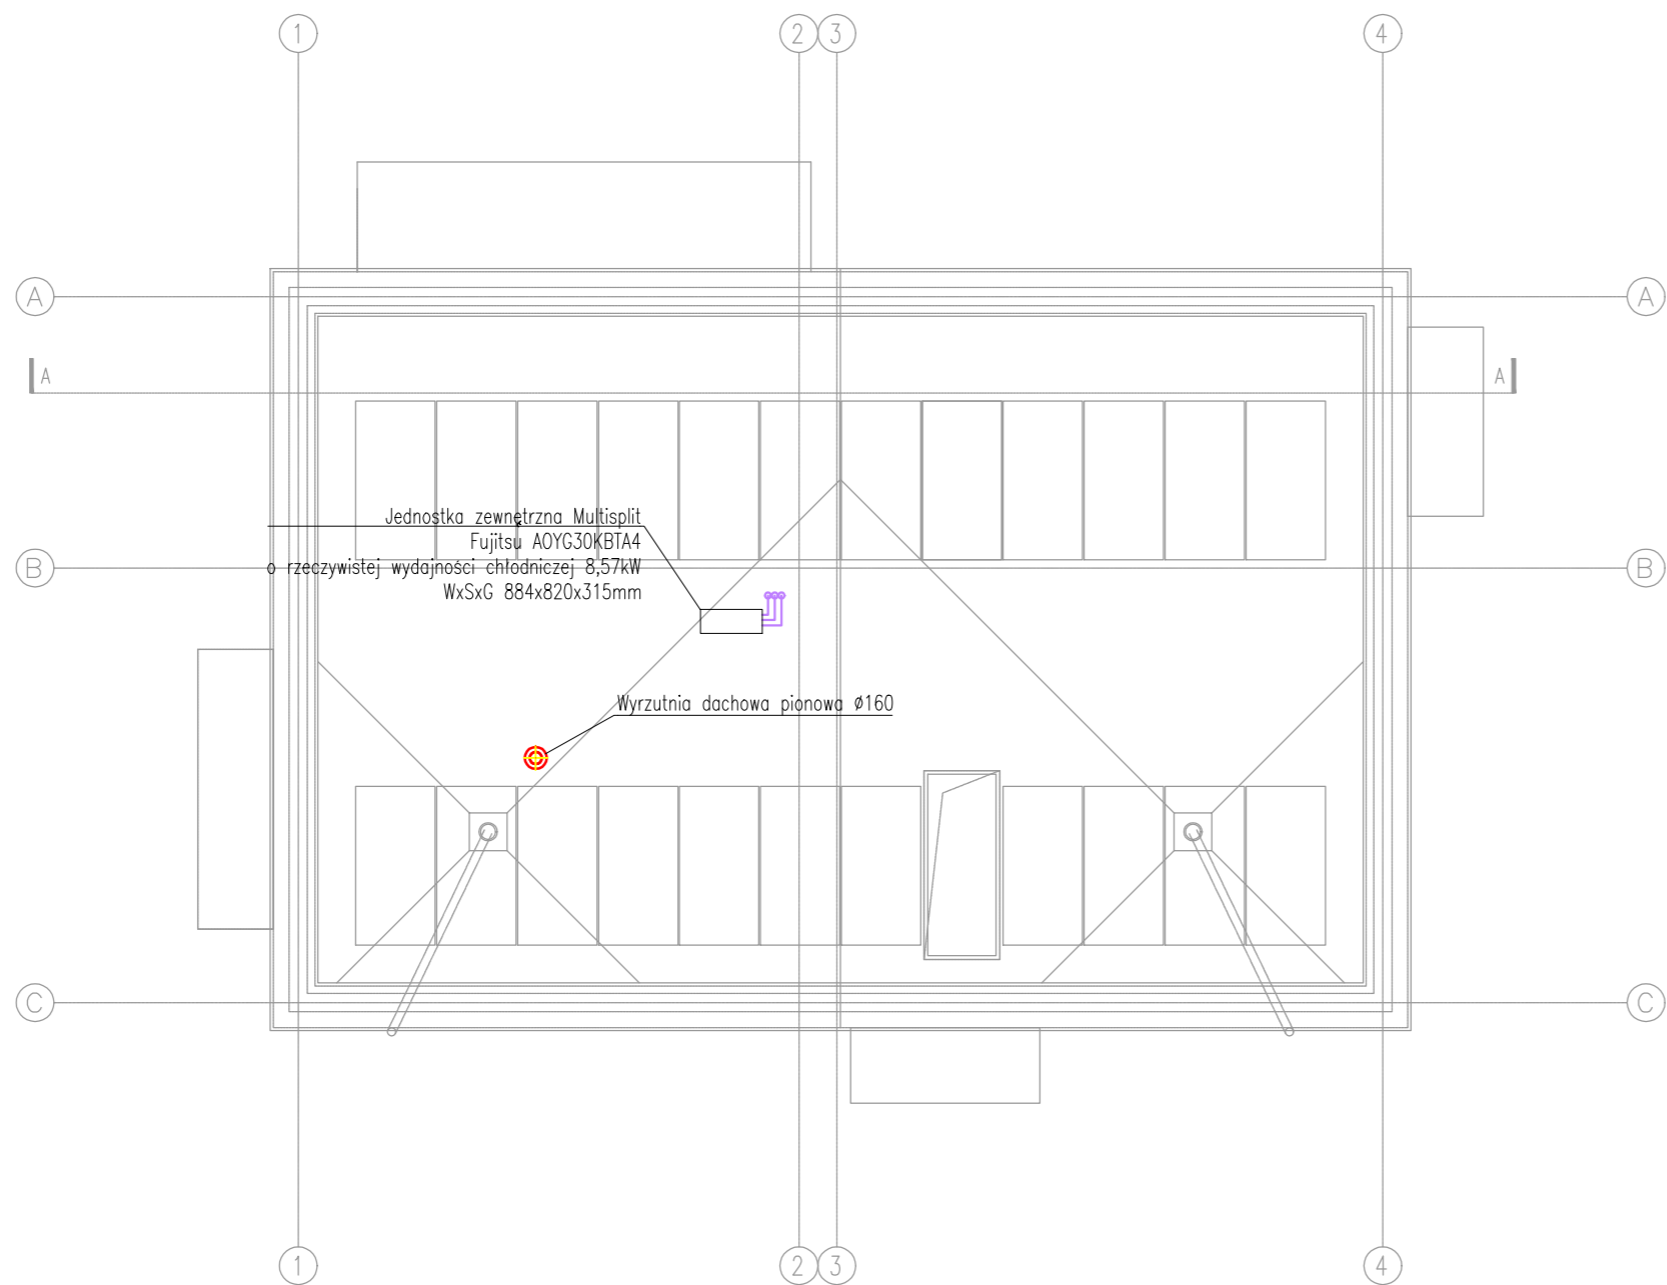 1
2
3
4
A
A
A
A
Jednostka zewnętrzna Multisplit
Fujitsu AOYG30KBTA4
B
o rzeczywistej wydajności chłodniczej 8,57kW
B
WxSxG 884x820x315mm
Wyrzutnia dachowa pionowa ø160
C
C
1
2
3
4